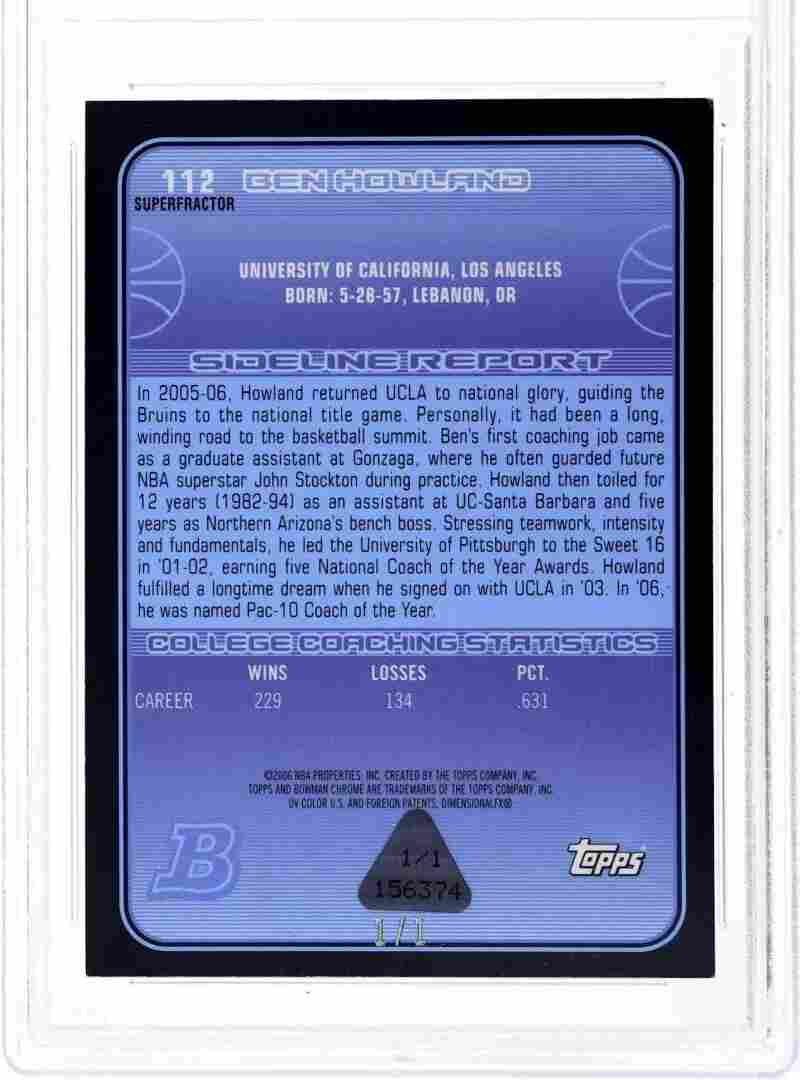 112 BEN HOWLAND
SUPERFRACTOR
UNIVERSITY OF CALIFORNIA, LOS ANGELES
BORN: 5-28-57, LEBANON, OR
SIDELINE REPORT
In 2005-06, Howland returned UCLA to national glory, guiding the
Bruins to the national title game. Personally, it had been a long,
winding road to the basketball summit. Ben's first coaching job came
as a graduate assistant at Gonzaga, where he often guarded future
NBA superstar John Stockton during practice. Howland then toiled for
12 years (1982-94) as an assistant at UC-Santa Barbara and five
years as Northern Arizona's bench boss. Stressing teamwork, intensity
and fundamentals, he led the University of Pittsburgh to the Sweet 16
in '01-02, earning five National Coach of the Year Awards. Howland
fulfilled a longtime dream when he signed on with UCLA in '03. In '06,
he was named Pac-10 Coach of the Year.
COLLEGE COACHING STATISTICS
WINS LOSSES PCT.
CAREER 229 134 .631
©2006 NBA PROPERTIES, INC. CREATED BY THE TOPPS COMPANY, INC.
TOPPS AND BOWMAN CHROME ARE TRADEMARKS OF THE TOPPS COMPANY, INC.
UV COLOR U.S. AND FOREIGN PATENTS, DIMENSIONALFX®
B
1/1
156374
Topps
1/1